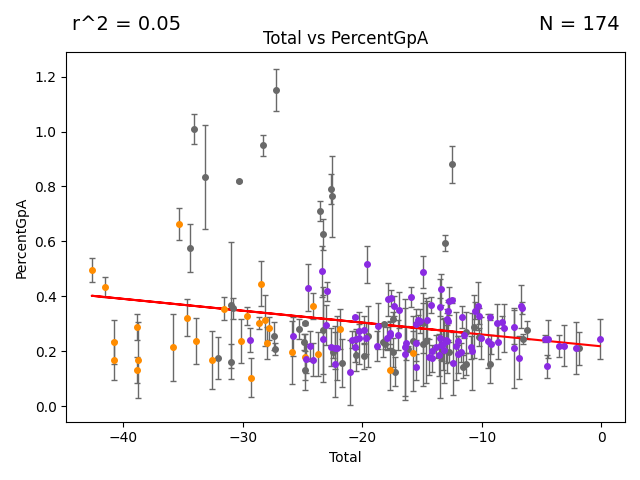 r^2 = 0.05
N = 174
Total vs PercentGpA
PercentGpA
1.2
1.0
0.8
0.6
0.4
0.2
0.0
−40
−30
−20
−10
0
Total